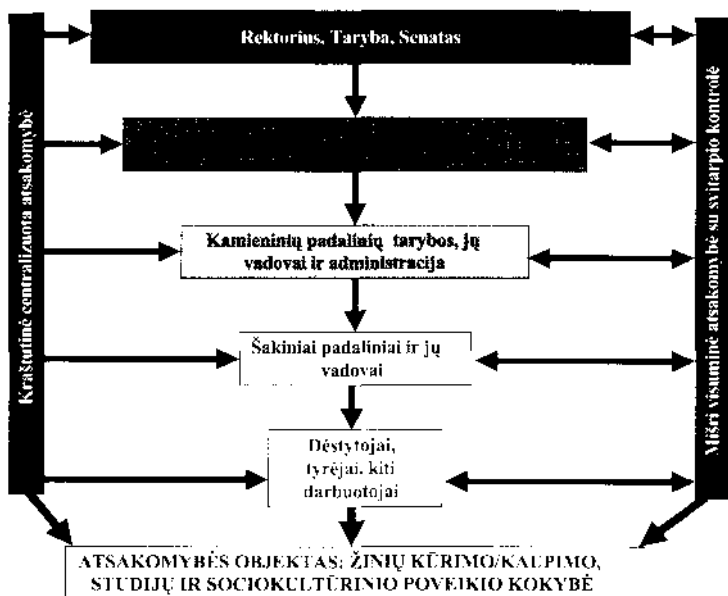 Rektorius, Taryba, Senatas
Kraštutinė centralizuota atsakomybė
Mišri visuminė atsakomybė su svitarpio kontrolė
Kamieninių padalinių tarybos, jų
vadovai ir administracija
Šakiniai padaliniai ir jų
vadovai
Dėstytojai,
tyrėjai. kiti
darbuotojai
ATSAKOMYBĖS OBJEKTAS: ŽINIŲ KŪRIMO/KAUPIMO,
STUDIJŲ IR SOCIOKULTŪRINIO POVEIKIO KOKYBĖ